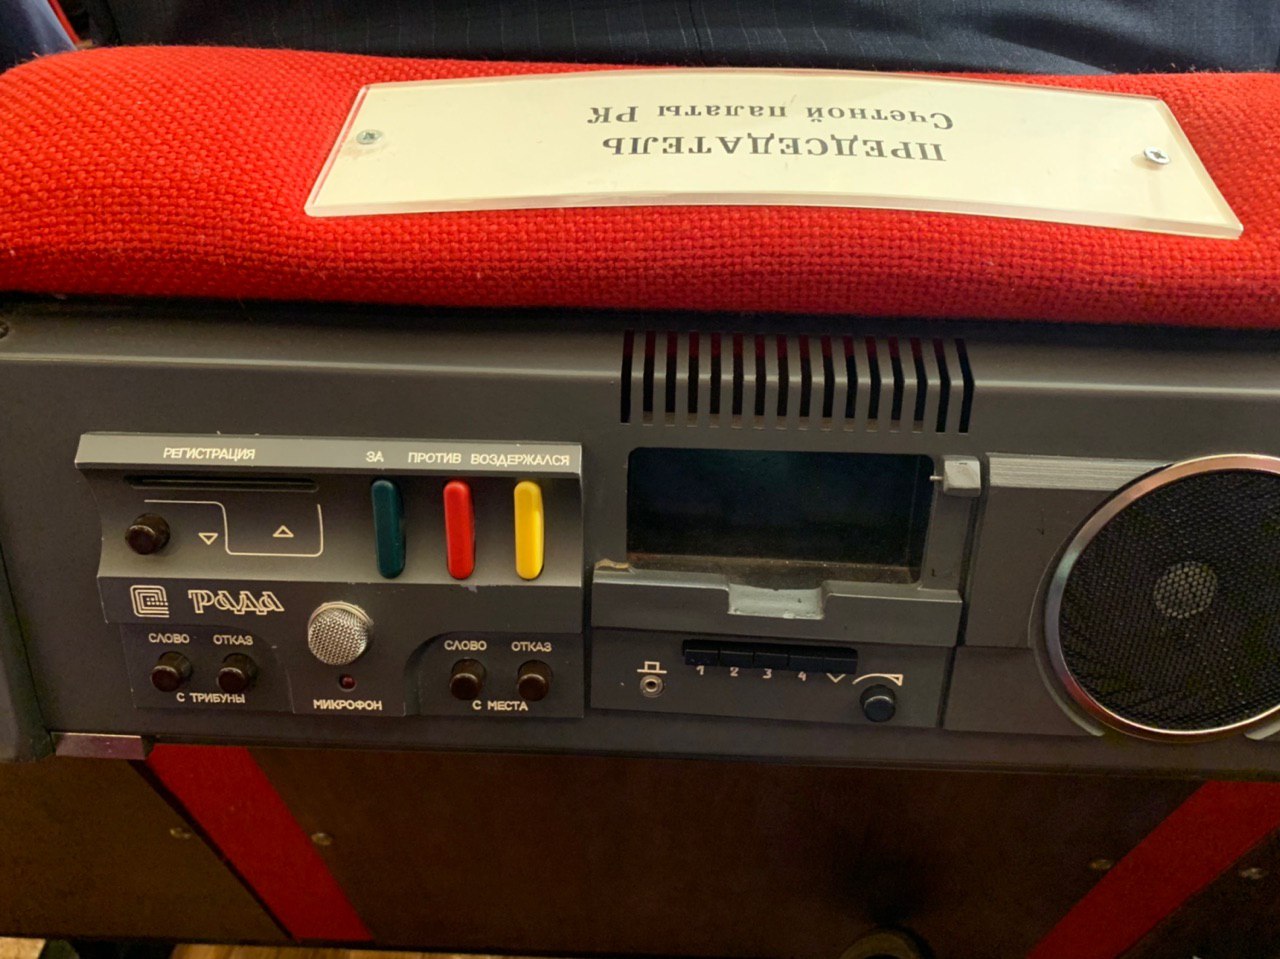 ПРЕДСЕДАТЕЛЬ
Счетной палаты РК
РЕГИСТРАЦИЯ ЗА ПРОТИВ ВОЗДЕРЖАЛСЯ
РАДА
СЛОВО ОТКАЗ
С ТРИБУНЫ
МИКРОФОН
СЛОВО ОТКАЗ
С МЕСТА
1 2 3 4